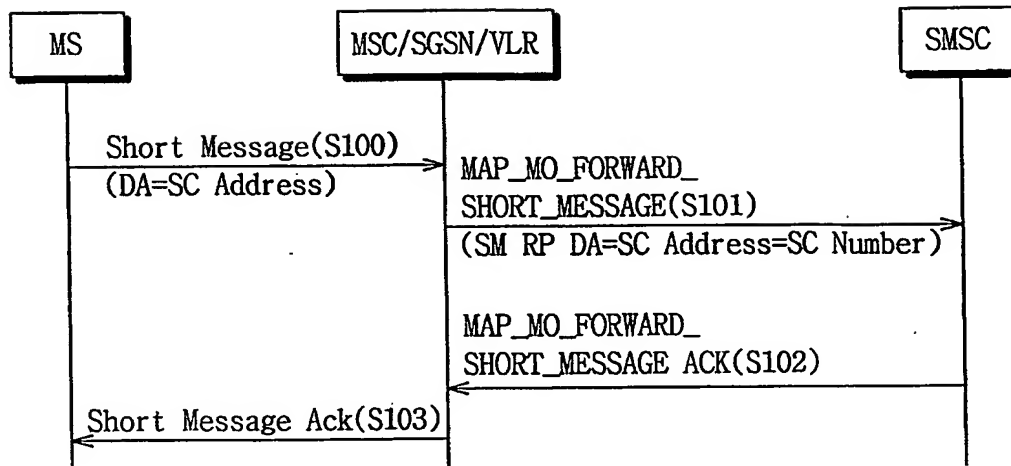 MS
MSC/SGSN/VLR
SMSC
Short Message(S100)
(DA=SC Address)
MAP_MO_FORWARD_
SHORT_MESSAGE(S101)
(SM RP DA=SC Address=SC Number)
MAP_MO_FORWARD_
SHORT_MESSAGE ACK(S102)
Short Message Ack(S103)